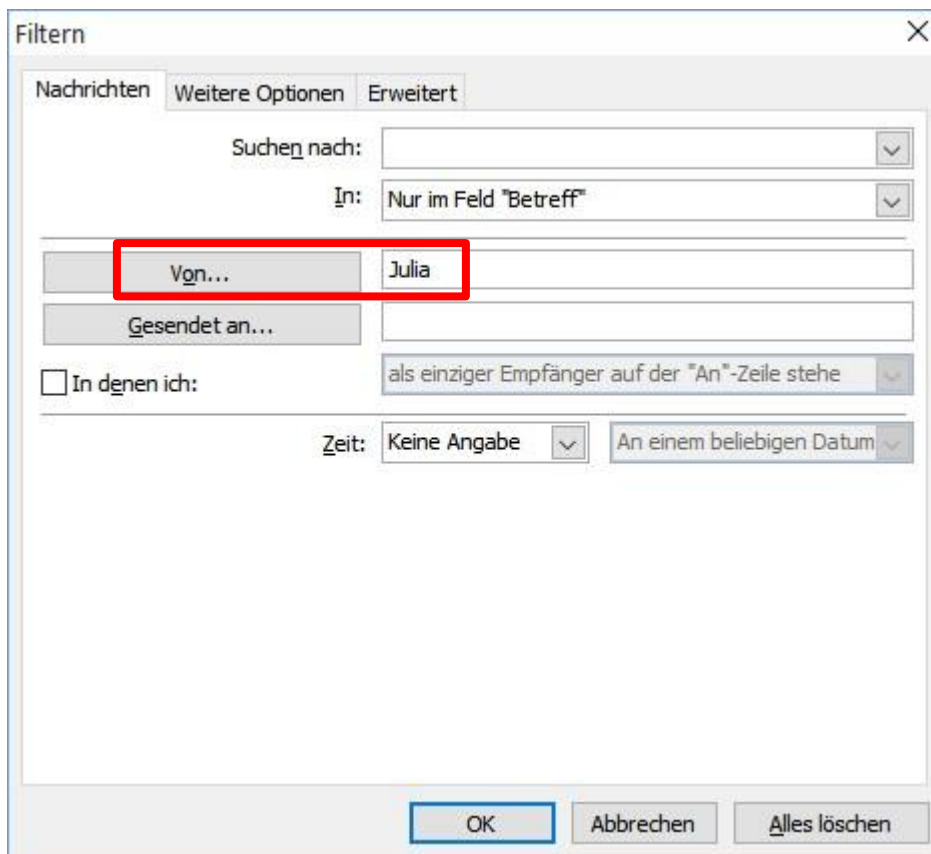 Filtern
Nachrichten Weitere Optionen Erweitert
Suchen nach:
In: Nur im Feld "Betreff"
Von... Julia
Gesendet an...
In denen ich: als einziger Empfänger auf der "An"-Zeile stehe
Zeit: Keine Angabe An einem beliebigen Datum
OK Abbrechen Alles löschen